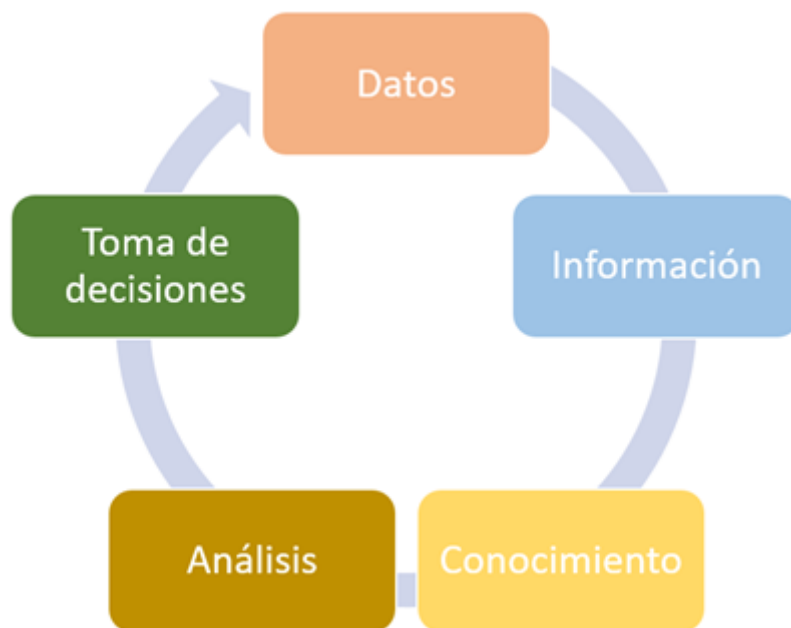 Datos
Información
Conocimiento
Análisis
Toma de
decisiones